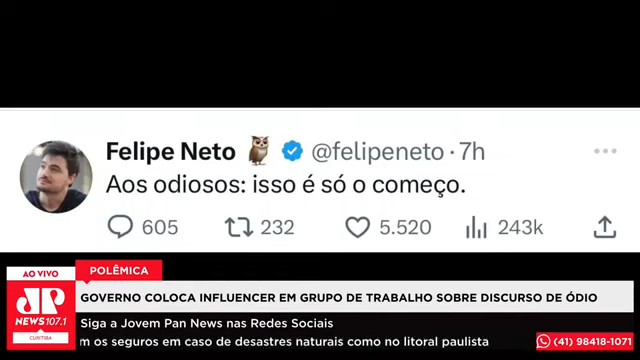 Felipe Neto 🦉 @felipeneto · 7h
Aos odiosos: isso é só o começo.
605 232 5.520 243k
AO VIVO
POLÊMICA
JP
NEWS 107.1
CURITIBA
GOVERNO COLOCA INFLUENCER EM GRUPO DE TRABALHO SOBRE DISCURSO DE ÓDIO
Siga a Jovem Pan News nas Redes Sociais
m os seguros em caso de desastres naturais como no litoral paulista
(41) 98418-1071